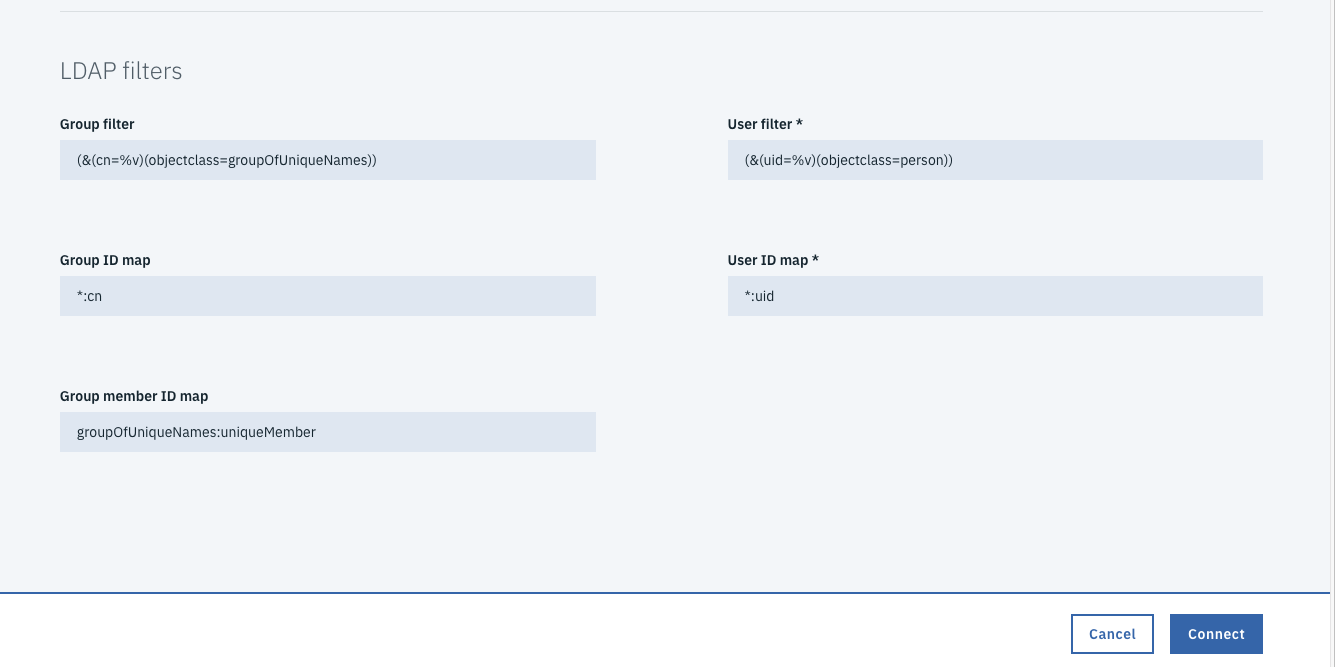 LDAP filters
Group filter
User filter *
(&(cn=%v)(objectclass=groupOfUniqueNames))
(&(uid=%v)(objectclass=person))
Group ID map
User ID map *
*:cn
*:uid
Group member ID map
groupOfUniqueNames:uniqueMember
Cancel
Connect